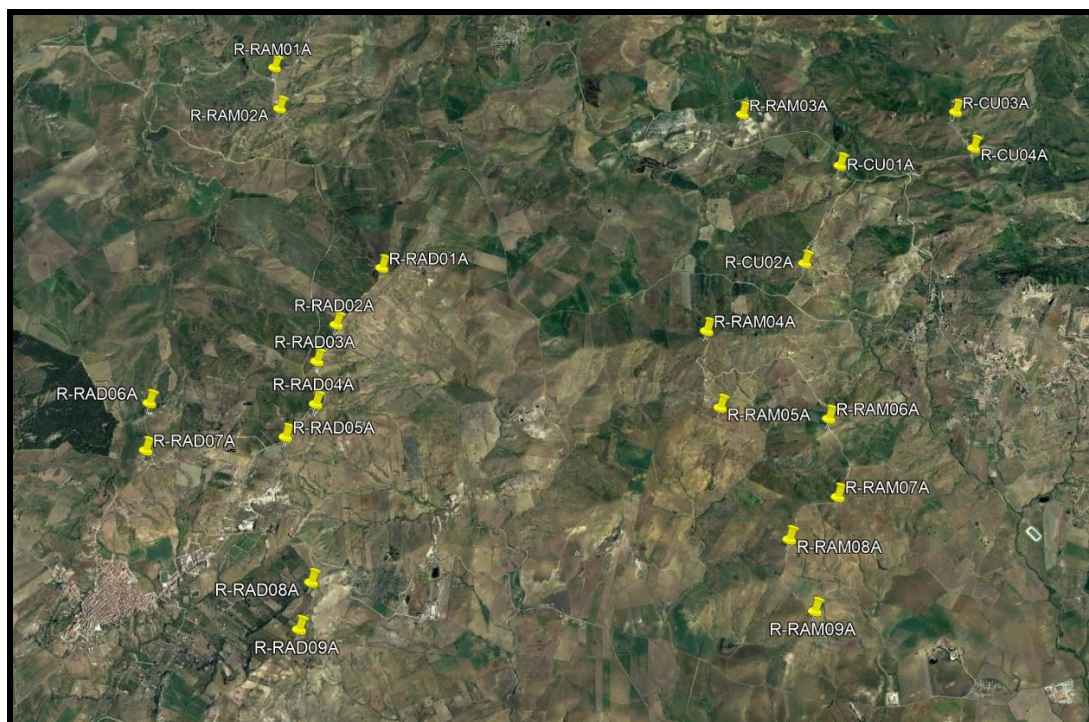 R-RAM01A
R-RAM02A
R-RAM03A
R-CU03A
R-CU04A
R-CU01A
R-RAD01A
R-CU02A
R-RAD02A
R-RAM04A
R-RAD03A
R-RAD04A
R-RAD06A
R-RAM05A
R-RAM06A
R-RAD05A
R-RAD07A
R-RAM07A
R-RAM08A
R-RAD08A
R-RAM09A
R-RAD09A